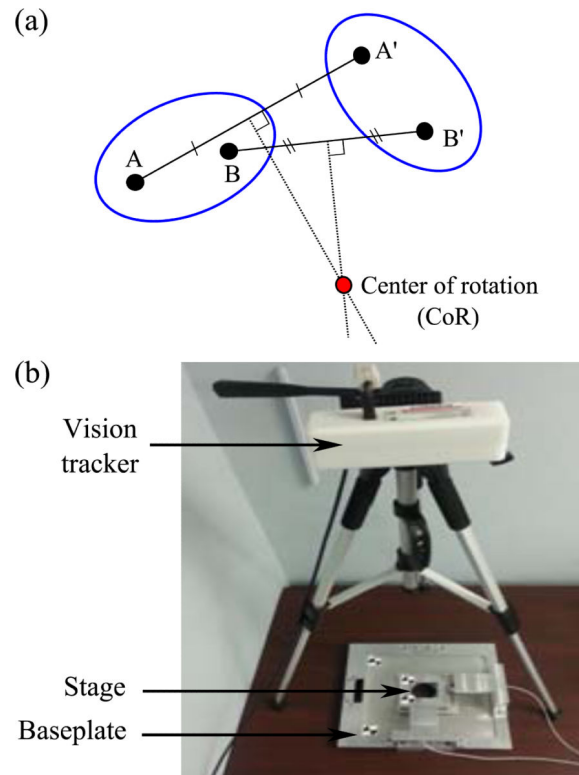 (a)
A'
A
B
B'
Center of rotation
(CoR)
(b)
Vision
tracker
Stage
Baseplate